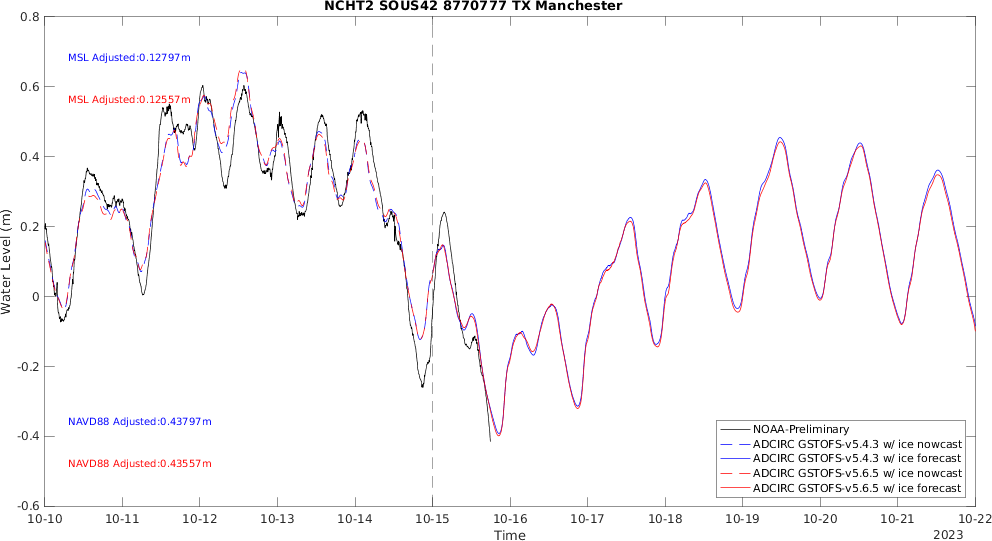 NCHT2 SOUS42 8770777 TX Manchester
0.8
0.6
0.4
0.2
0
-0.2
-0.4
-0.6
Water Level (m)
MSL Adjusted:0.12797m
MSL Adjusted:0.12557m
NAVD88 Adjusted:0.43797m
NAVD88 Adjusted:0.43557m
NOAA-Preliminary
ADCIRC GSTOFS-v5.4.3 w/ ice nowcast
ADCIRC GSTOFS-v5.4.3 w/ ice forecast
ADCIRC GSTOFS-v5.6.5 w/ ice nowcast
ADCIRC GSTOFS-v5.6.5 w/ ice forecast
10-10 10-11 10-12 10-13 10-14 10-15 10-16 10-17 10-18 10-19 10-20 10-21 10-22
Time
2023